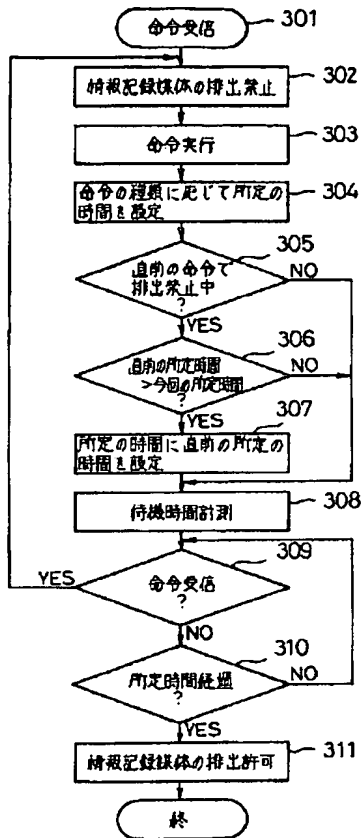 命令受信
301
情報記録媒体の排出禁止
302
命令実行
303
命令の種類に応じて所定の
時間を設定
304
直前の命令で
排出禁止中
?
305
NO
YES
直前の所定時間
>今回の所定時間
?
306
NO
YES
所定の時間に直前の所定の
時間を設定
307
待機時間計測
308
命令受信
?
309
YES
NO
所定時間経過
?
310
NO
YES
情報記録媒体の排出許可
311
終